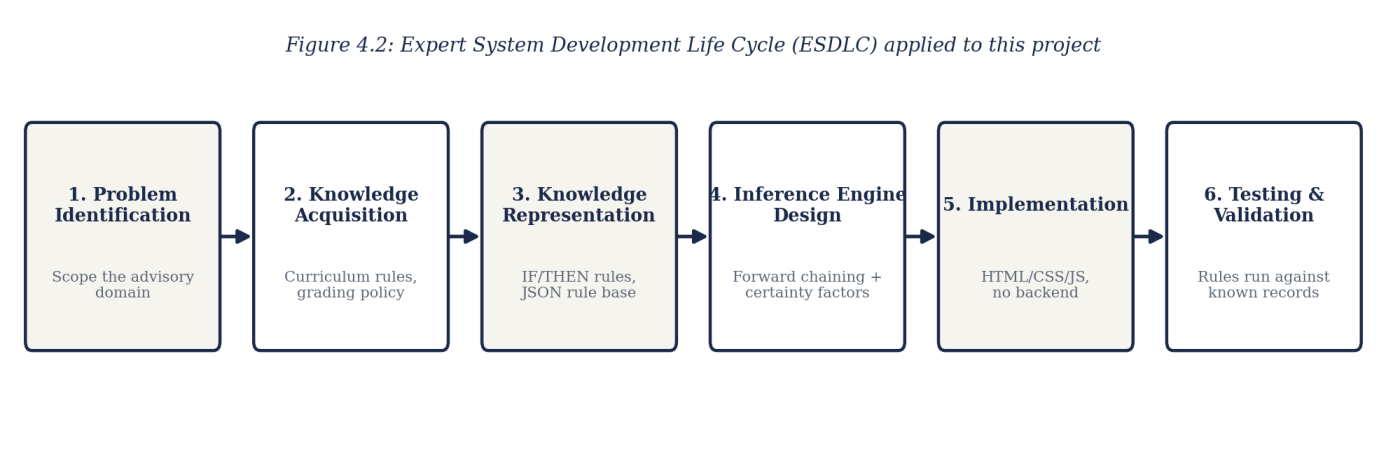 Figure 4.2: Expert System Development Life Cycle (ESDLC) applied to this project
1. Problem
Identification
Scope the advisory
domain
2. Knowledge
Acquisition
Curriculum rules,
grading policy
3. Knowledge
Representation
IF/THEN rules,
JSON rule base
4. Inference Engine
Design
Forward chaining +
certainty factors
5. Implementation
HTML/CSS/JS,
no backend
6. Testing &
Validation
Rules run against
known records